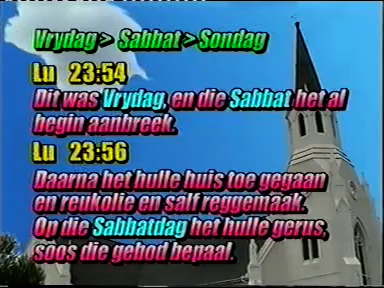 Vrydag > Sabbat > Sondag
Lu 23:54
Dit was Vrydag, en die Sabbat het al
begin aanbreek.
Lu 23:56
Daarna het hulle huis toe gegaan
en reukolie en salf reggemaak.
Op die Sabbatdag het hulle gerus,
soos die gebod bepaal.